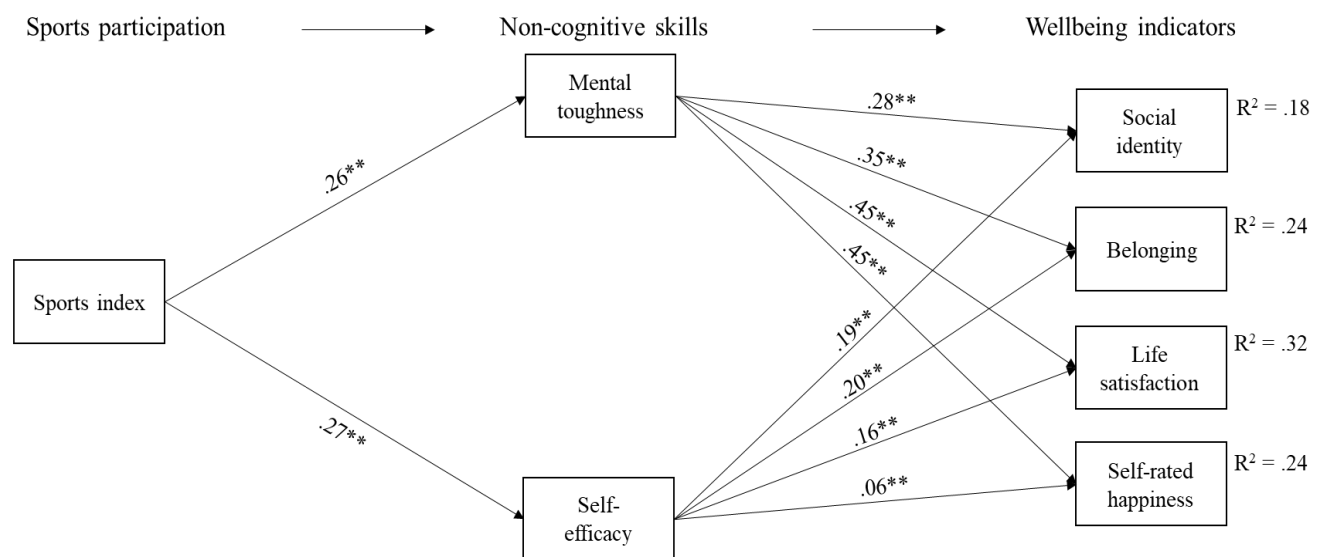 Sports participation
Non-cognitive skills
Wellbeing indicators
Mental
toughness
.28**
Social
identity
R² = .18
.26**
.35**
.45**
.45**
Belonging
R² = .24
Sports index
.19**
.20**
Life
satisfaction
R² = .32
.27**
.16**
.06**
Self-
efficacy
Self-rated
happiness
R² = .24